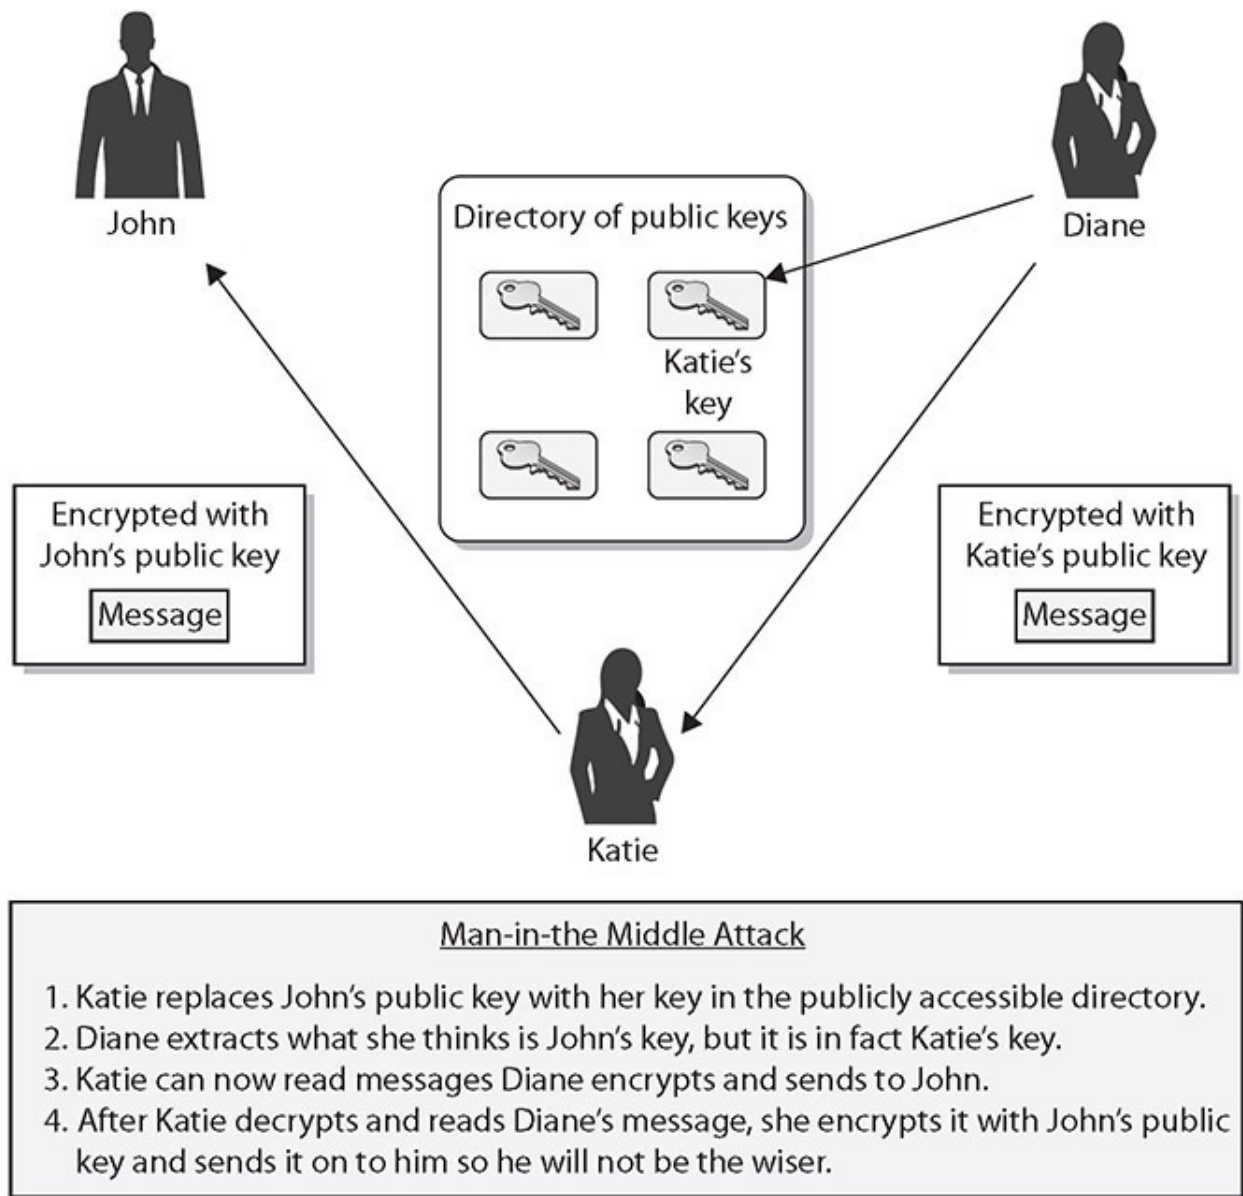 John
Diane
Directory of public keys
Katie's
key
Encrypted with
John's public key
Message
Encrypted with
Katie's public key
Message
Katie
Man-in-the Middle Attack
1. Katie replaces John's public key with her key in the publicly accessible directory.
2. Diane extracts what she thinks is John's key, but it is in fact Katie's key.
3. Katie can now read messages Diane encrypts and sends to John.
4. After Katie decrypts and reads Diane's message, she encrypts it with John's public
key and sends it on to him so he will not be the wiser.